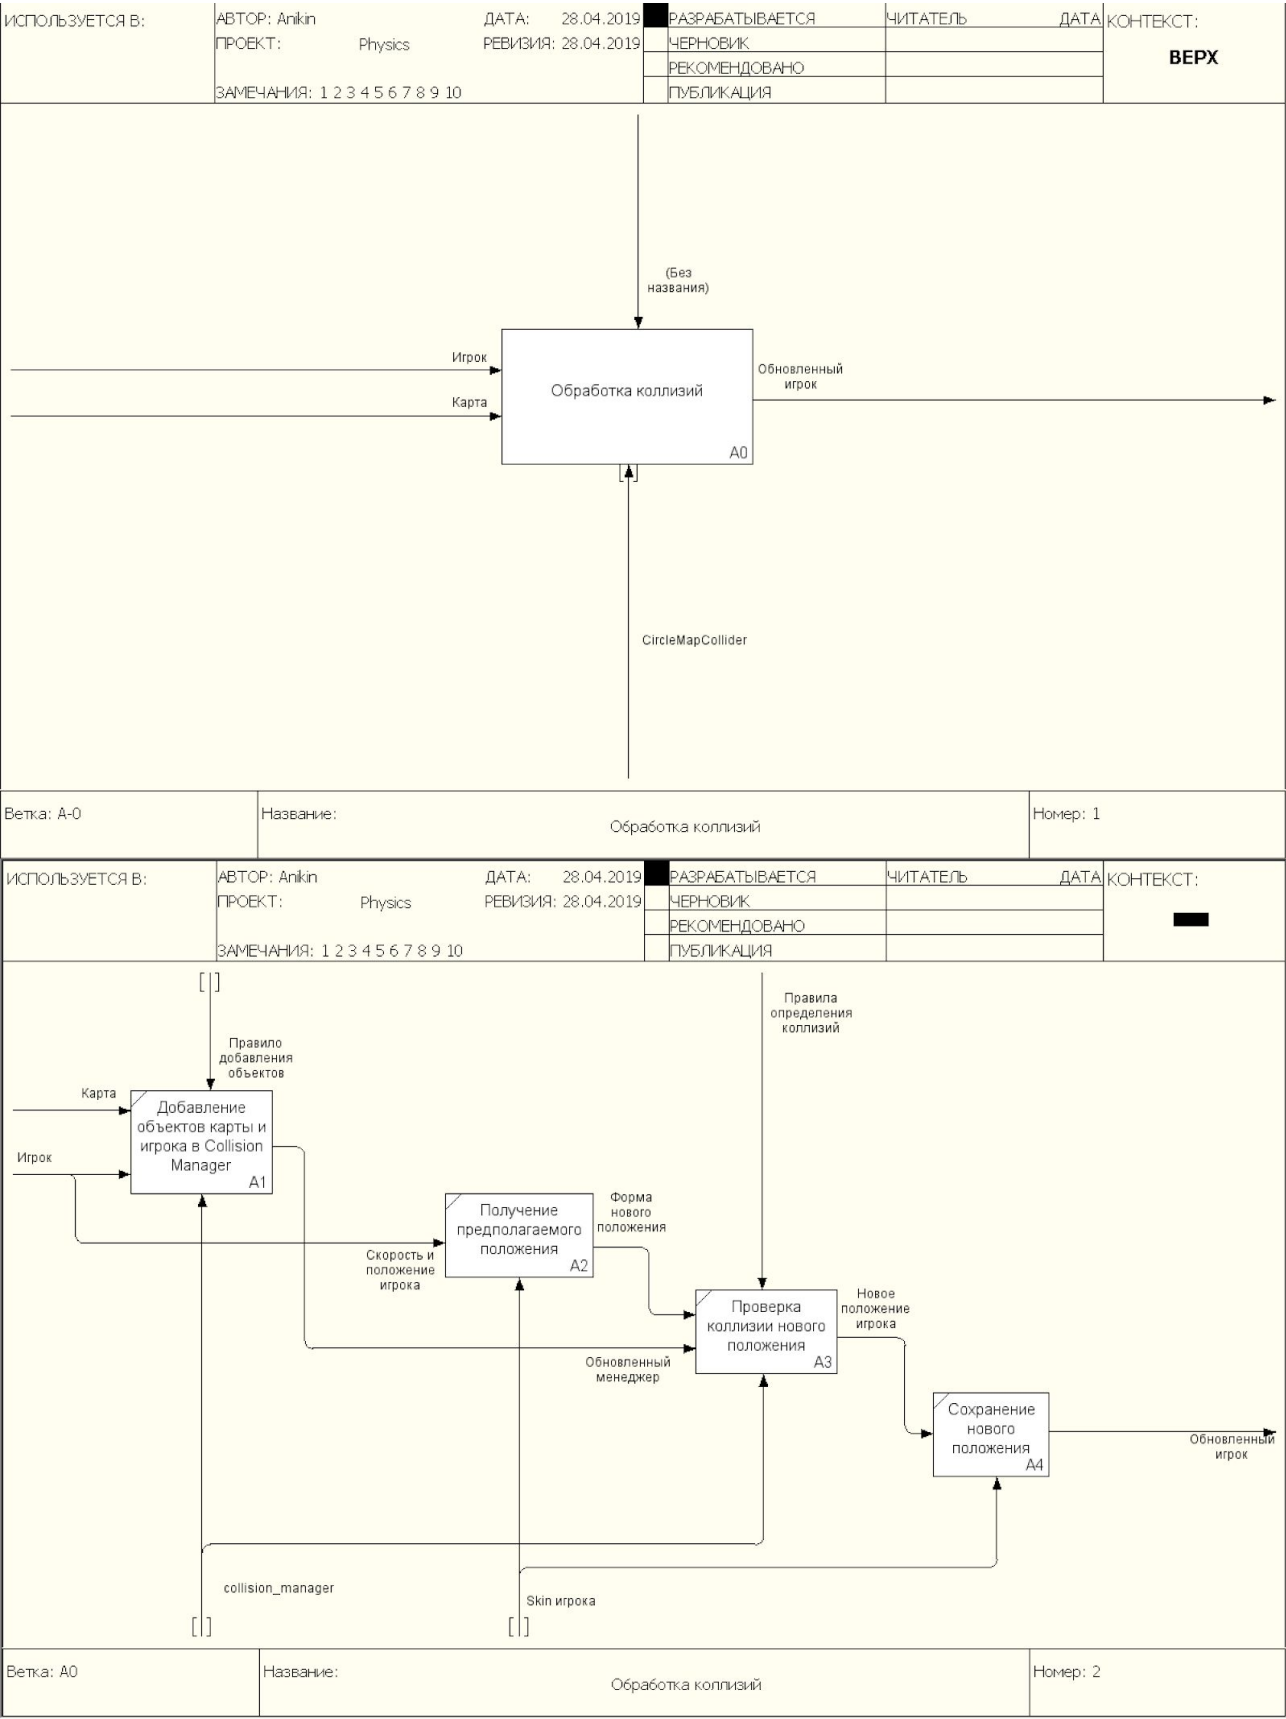 ИСПОЛЬЗУЕТСЯ В:
АВТОР: Anikin
ДАТА: 28.04.2019
ПРОЕКТ: Physics
РЕВИЗИЯ: 28.04.2019
ЗАМЕЧАНИЯ: 1 2 3 4 5 6 7 8 9 10
РАЗРАБАТЫВАЕТСЯ
ЧЕРНОВИК
РЕКОМЕНДОВАНО
ПУБЛИКАЦИЯ
ЧИТАТЕЛЬ
ДАТА
КОНТЕКСТ:
ВЕРХ
(Без
названия)
Игрок
Карта
Обработка коллизий
A0
Обновленный
игрок
CircleMapCollider
Ветка: A-0
Название:
Обработка коллизий
Номер: 1
ИСПОЛЬЗУЕТСЯ В:
АВТОР: Anikin
ДАТА: 28.04.2019
ПРОЕКТ: Physics
РЕВИЗИЯ: 28.04.2019
ЗАМЕЧАНИЯ: 1 2 3 4 5 6 7 8 9 10
РАЗРАБАТЫВАЕТСЯ
ЧЕРНОВИК
РЕКОМЕНДОВАНО
ПУБЛИКАЦИЯ
ЧИТАТЕЛЬ
ДАТА
КОНТЕКСТ:
Правила
определения
коллизий
Правило
добавления
объектов
Карта
Игрок
Добавление
объектов карты и
игрока в Collision
Manager
A1
Скорость и
положение
игрока
Получение
предполагаемого
положения
A2
Форма
нового
положения
Обновленный
менеджер
Проверка
коллизии нового
положения
A3
Новое
положение
игрока
Сохранение
нового
положения
A4
Обновленный
игрок
collision_manager
Skin игрока
Ветка: A0
Название:
Обработка коллизий
Номер: 2